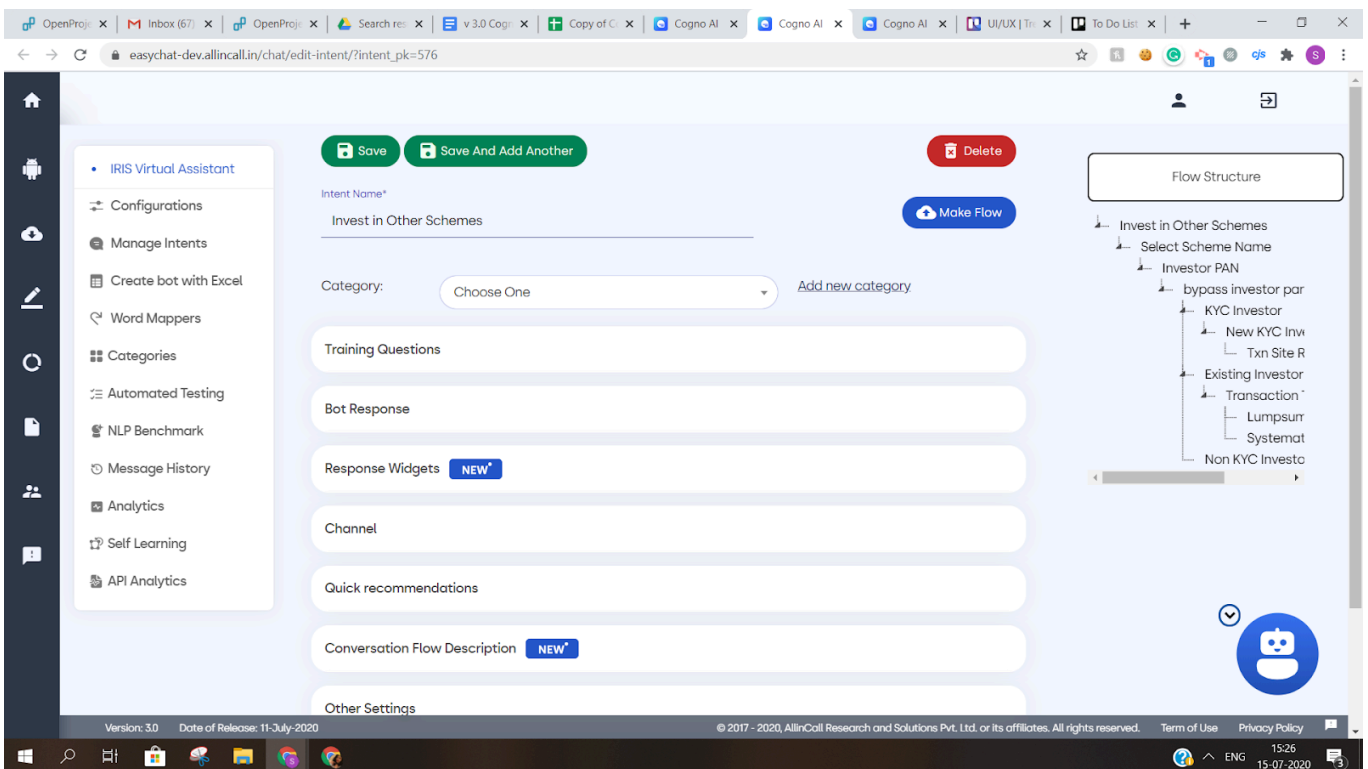 OpenProje
Inbox (67)
OpenProje
Search res
v 3.0 Cogn
Copy of C
Cogno AI
Cogno AI
Cogno AI
UI/UX | Tre
To Do List
easychat-dev.allincall.in/chat/edit-intent/?intent_pk=576
IRIS Virtual Assistant
Configurations
Manage Intents
Create bot with Excel
Word Mappers
Categories
Automated Testing
NLP Benchmark
Message History
Analytics
Self Learning
API Analytics
Save
Save And Add Another
Delete
Intent Name*
Invest in Other Schemes
Make Flow
Category:
Choose One
Add new category
Training Questions
Bot Response
Response Widgets NEW*
Channel
Quick recommendations
Conversation Flow Description NEW*
Other Settings
Flow Structure
Invest in Other Schemes
Select Scheme Name
Investor PAN
bypass investor par
KYC Investor
New KYC Inve
Txn Site R
Existing Investor
Transaction T
Lumpsum
Systemat
Non KYC Investo
Version: 3.0 Date of Release: 11-July-2020
© 2017 - 2020, AllinCall Research and Solutions Pvt. Ltd. or its affiliates. All rights reserved. Term of Use Privacy Policy
ENG
15:26
15-07-2020